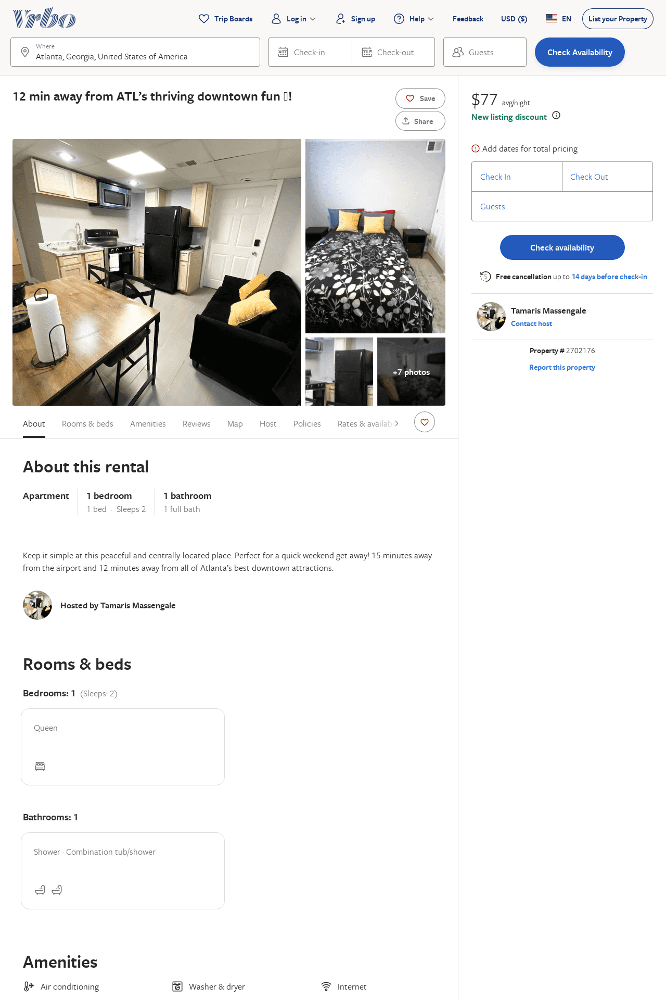 Vrbo
Trip Boards
Log in
Sign up
Help
Feedback
USD ($)
EN
List your Property
Where
Atlanta, Georgia, United States of America
Check-in
Check-out
Guests
Check Availability
12 min away from ATL’s thriving downtown fun !
Save
Share
+7 photos
$77 avg/night
New listing discount
Add dates for total pricing
Check In
Check Out
Guests
Check availability
Free cancellation up to 14 days before check-in
Tamaris Massengale
Contact host
Property # 2702176
Report this property
About
Rooms & beds
Amenities
Reviews
Map
Host
Policies
Rates & availab
About this rental
Apartment
1 bedroom
1 bed · Sleeps 2
1 bathroom
1 full bath
Keep it simple at this peaceful and centrally-located place. Perfect for a quick weekend get away! 15 minutes away
from the airport and 12 minutes away from all of Atlanta’s best downtown attractions.
Hosted by Tamaris Massengale
Rooms & beds
Bedrooms: 1 (Sleeps: 2)
Queen
Bathrooms: 1
Shower · Combination tub/shower
Amenities
Air conditioning
Washer & dryer
Internet